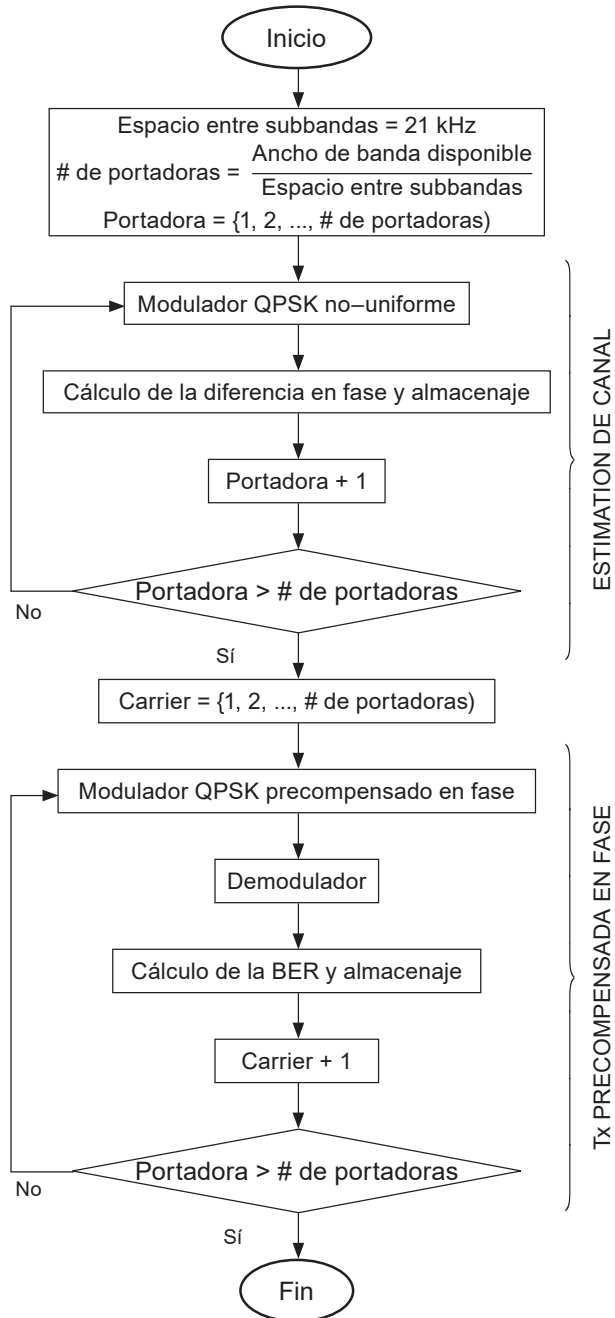 Inicio
Espacio entre subbandas = 21 kHz
# de portadoras = Ancho de banda disponible
Espacio entre subbandas
Portadora = {1, 2, ..., # de portadoras)
Modulador QPSK no–uniforme
Cálculo de la diferencia en fase y almacenaje
Portadora + 1
Portadora > # de portadoras
No
Sí
ESTIMATION DE CANAL
Carrier = {1, 2, ..., # de portadoras)
Modulador QPSK precompensado en fase
Demodulador
Cálculo de la BER y almacenaje
Carrier + 1
Portadora > # de portadoras
No
Sí
Tx PRECOMPENSADA EN FASE
Fin